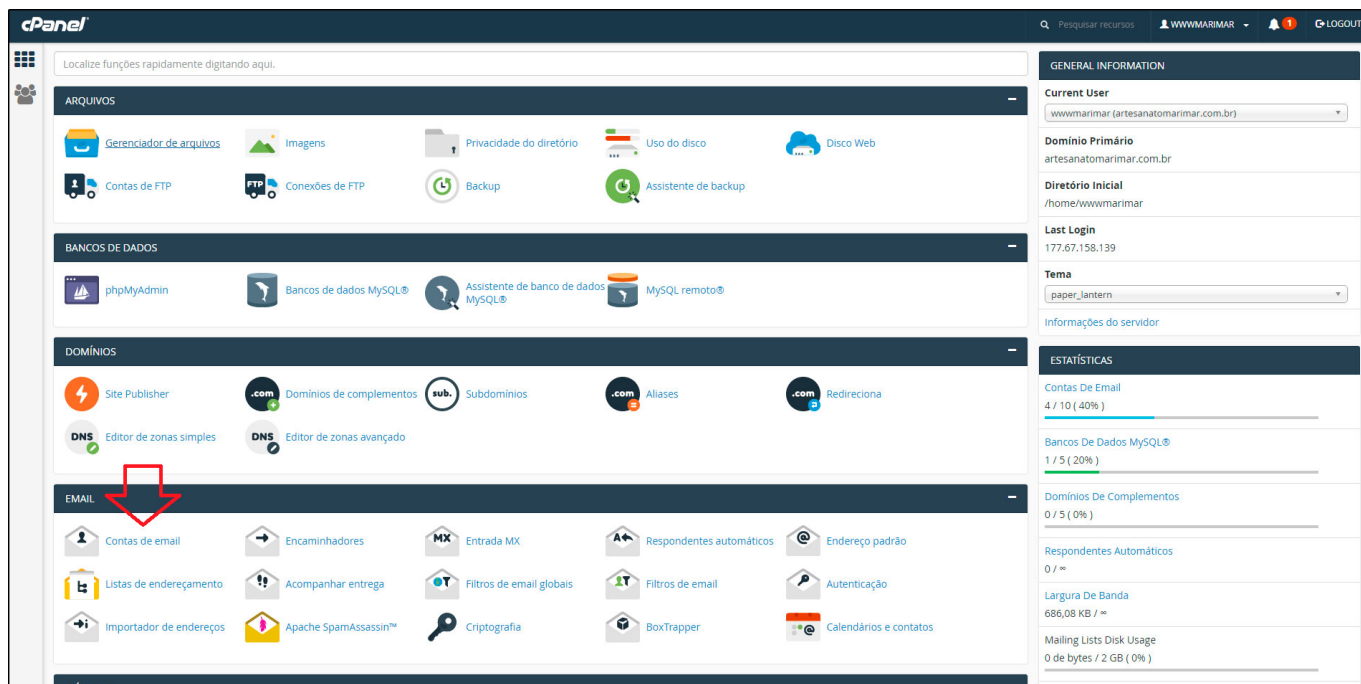 cPanel
Pesquisar recursos
WWWMARIMAR
1
LOGOUT
Localize funções rapidamente digitando aqui.
ARQUIVOS
Gerenciador de arquivos
Imagens
Privacidade do diretório
Uso do disco
Disco Web
Contas de FTP
FTP
Conexões de FTP
Backup
Assistente de backup
BANCOS DE DADOS
phpMyAdmin
Bancos de dados MySQL®
Assistente de banco de dados
MySQL®
MySQL remoto®
DOMÍNIOS
Site Publisher
.com
Domínios de complementos
sub.
Subdomínios
.com
Aliases
.com
Redireciona
DNS
Editor de zonas simples
DNS
Editor de zonas avançado
EMAIL
Contas de email
Encaminhadores
MX
Entrada MX
A
Respondentes automáticos
@
Endereço padrão
Listas de endereçamento
Acompanhar entrega
Filtros de email globais
Filtros de email
Autenticação
Importador de endereços
Apache SpamAssassin™
Criptografia
BoxTrapper
@
Calendários e contatos
GENERAL INFORMATION
Current User
wwwmarimar (artesanatomarimar.com.br)
Domínio Primário
artesanatomarimar.com.br
Diretório Inicial
/home/wwwmarimar
Last Login
177.67.158.139
Tema
paper_lantern
Informações do servidor
ESTATÍSTICAS
Contas De Email
4 / 10 ( 40% )
Bancos De Dados MySQL®
1 / 5 ( 20% )
Domínios De Complementos
0 / 5 ( 0% )
Respondentes Automáticos
0 / ∞
Largura De Banda
686,08 KB / ∞
Mailing Lists Disk Usage
0 de bytes / 2 GB ( 0% )